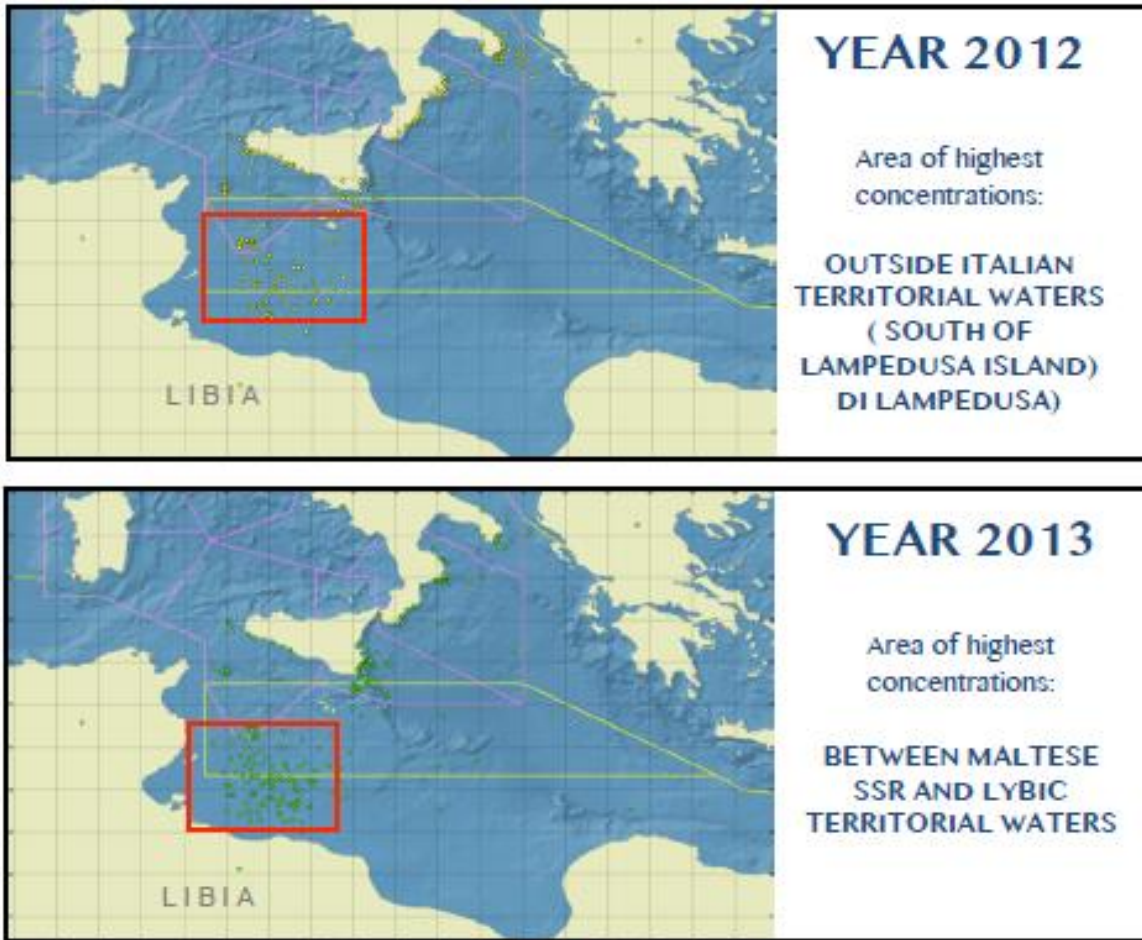 YEAR 2012
Area of highest
concentrations:
OUTSIDE ITALIAN
TERRITORIAL WATERS
( SOUTH OF
LAMPEDUSA ISLAND)
DI LAMPEDUSA)
LIBIA
YEAR 2013
Area of highest
concentrations:
BETWEEN MALTESE
SSR AND LYBIC
TERRITORIAL WATERS
LIBIA